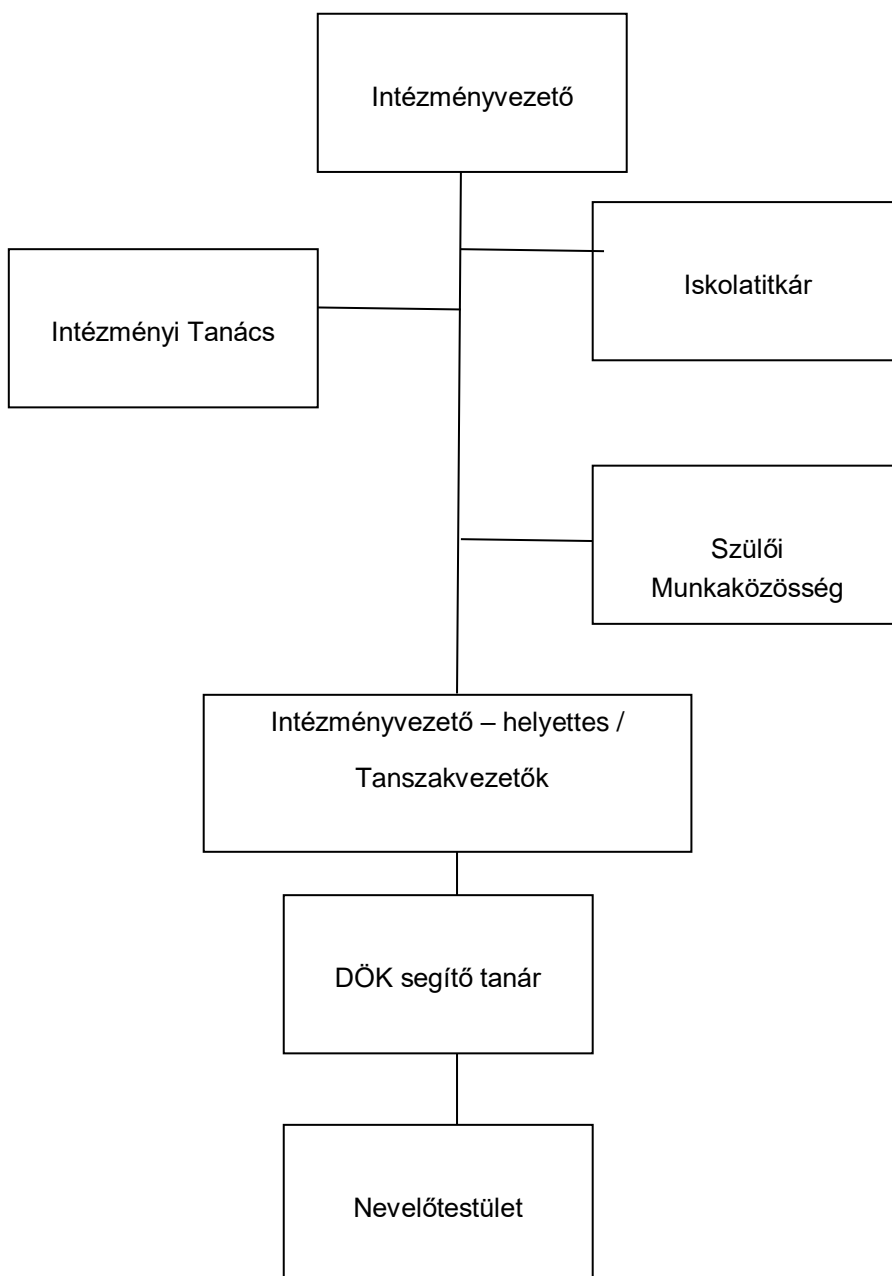 Intézményvezető
Iskolatitkár
Intézményi Tanács
Szülői
Munkaközösség
Intézményvezető – helyettes /
Tanszakvezetők
DÖK segítő tanár
Nevelőtestület